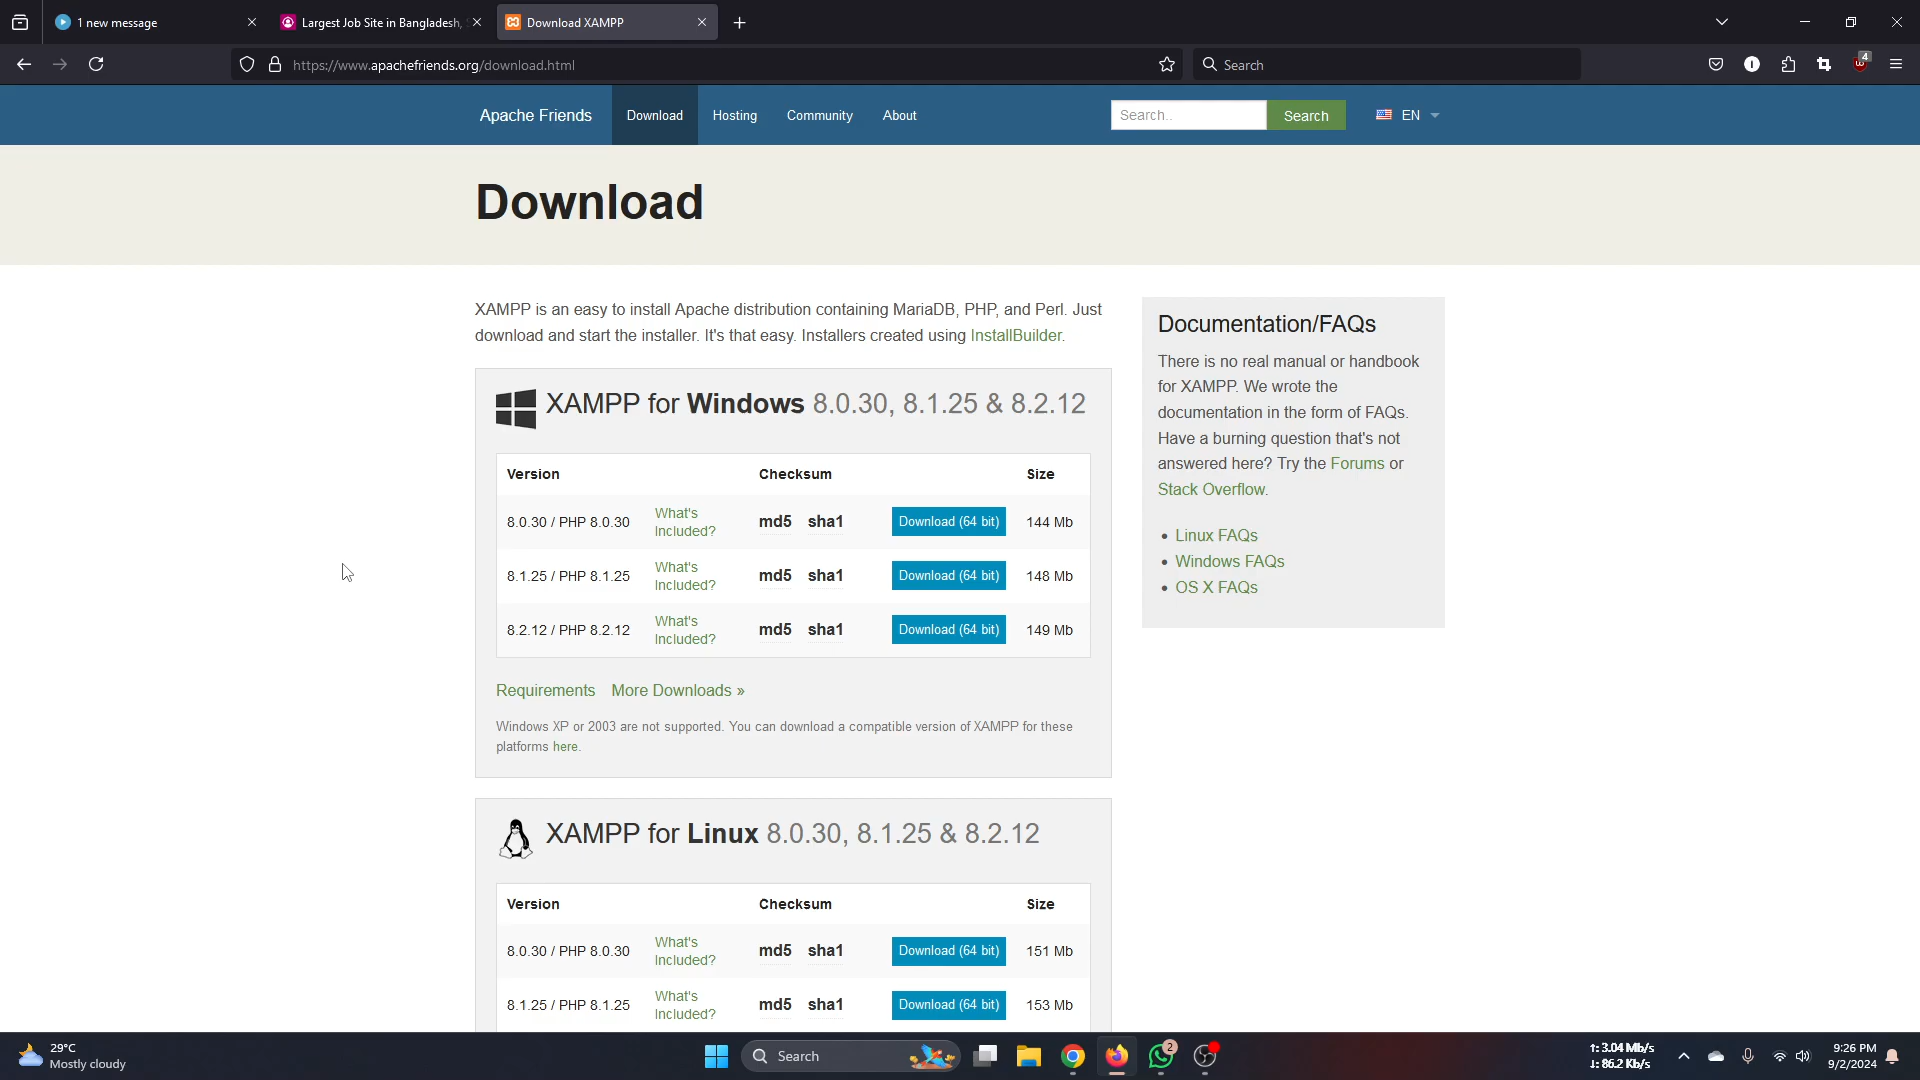 1 new message
Largest Job Site in Bangladesh,
Download XAMPP
https://www.apachefriends.org/download.html
Search
4
Apache Friends
Download
Hosting
Community
About
Search..
Search
EN
Download
XAMPP is an easy to install Apache distribution containing MariaDB, PHP, and Perl. Just
download and start the installer. It's that easy. Installers created using InstallBuilder.
XAMPP for Windows 8.0.30, 8.1.25 & 8.2.12
Version Checksum Size
8.0.30 / PHP 8.0.30 What's
Included? md5 sha1 Download (64 bit) 144 Mb
8.1.25 / PHP 8.1.25 What's
Included? md5 sha1 Download (64 bit) 148 Mb
8.2.12 / PHP 8.2.12 What's
Included? md5 sha1 Download (64 bit) 149 Mb
Requirements More Downloads »
Windows XP or 2003 are not supported. You can download a compatible version of XAMPP for these
platforms here.
XAMPP for Linux 8.0.30, 8.1.25 & 8.2.12
Version Checksum Size
8.0.30 / PHP 8.0.30 What's
Included? md5 sha1 Download (64 bit) 151 Mb
8.1.25 / PHP 8.1.25 What's
Included? md5 sha1 Download (64 bit) 153 Mb
Documentation/FAQs
There is no real manual or handbook
for XAMPP. We wrote the
documentation in the form of FAQs.
Have a burning question that's not
answered here? Try the Forums or
Stack Overflow.
Linux FAQs
Windows FAQs
OS X FAQs
29°C
Mostly cloudy
Search
2
↑: 3.04 Mb/s
↓: 86.2 Kb/s
9:26 PM
9/2/2024